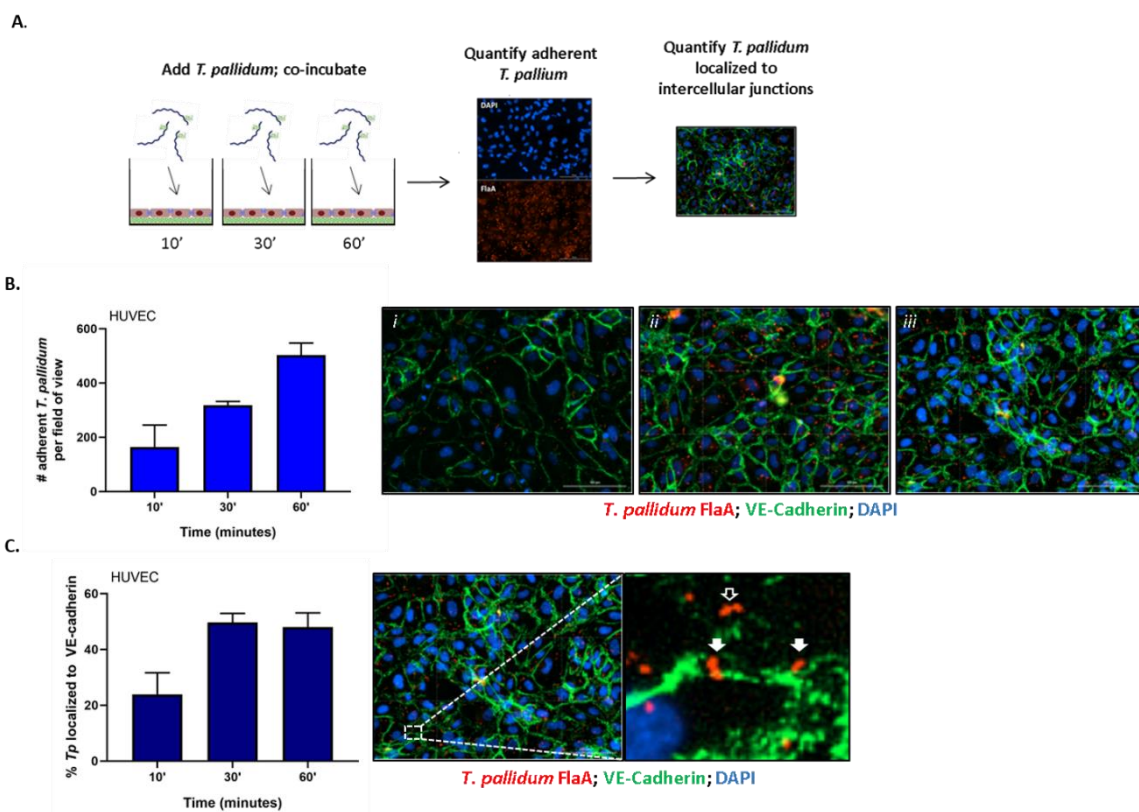 A.
Add T. pallidum; co-incubate
10'
30'
60'
Quantify adherent
T. pallium
DAPI
FlaA
Quantify T. pallidum
localized to
intercellular junctions
B.
HUVEC
# adherent T. pallidum
per field of view
600
400
200
0
10'
30'
60'
Time (minutes)
i
ii
iii
T. pallidum FlaA; VE-Cadherin; DAPI
C.
HUVEC
% Tp localized to VE-cadherin
60
40
20
0
10'
30'
60'
Time (minutes)
T. pallidum FlaA; VE-Cadherin; DAPI